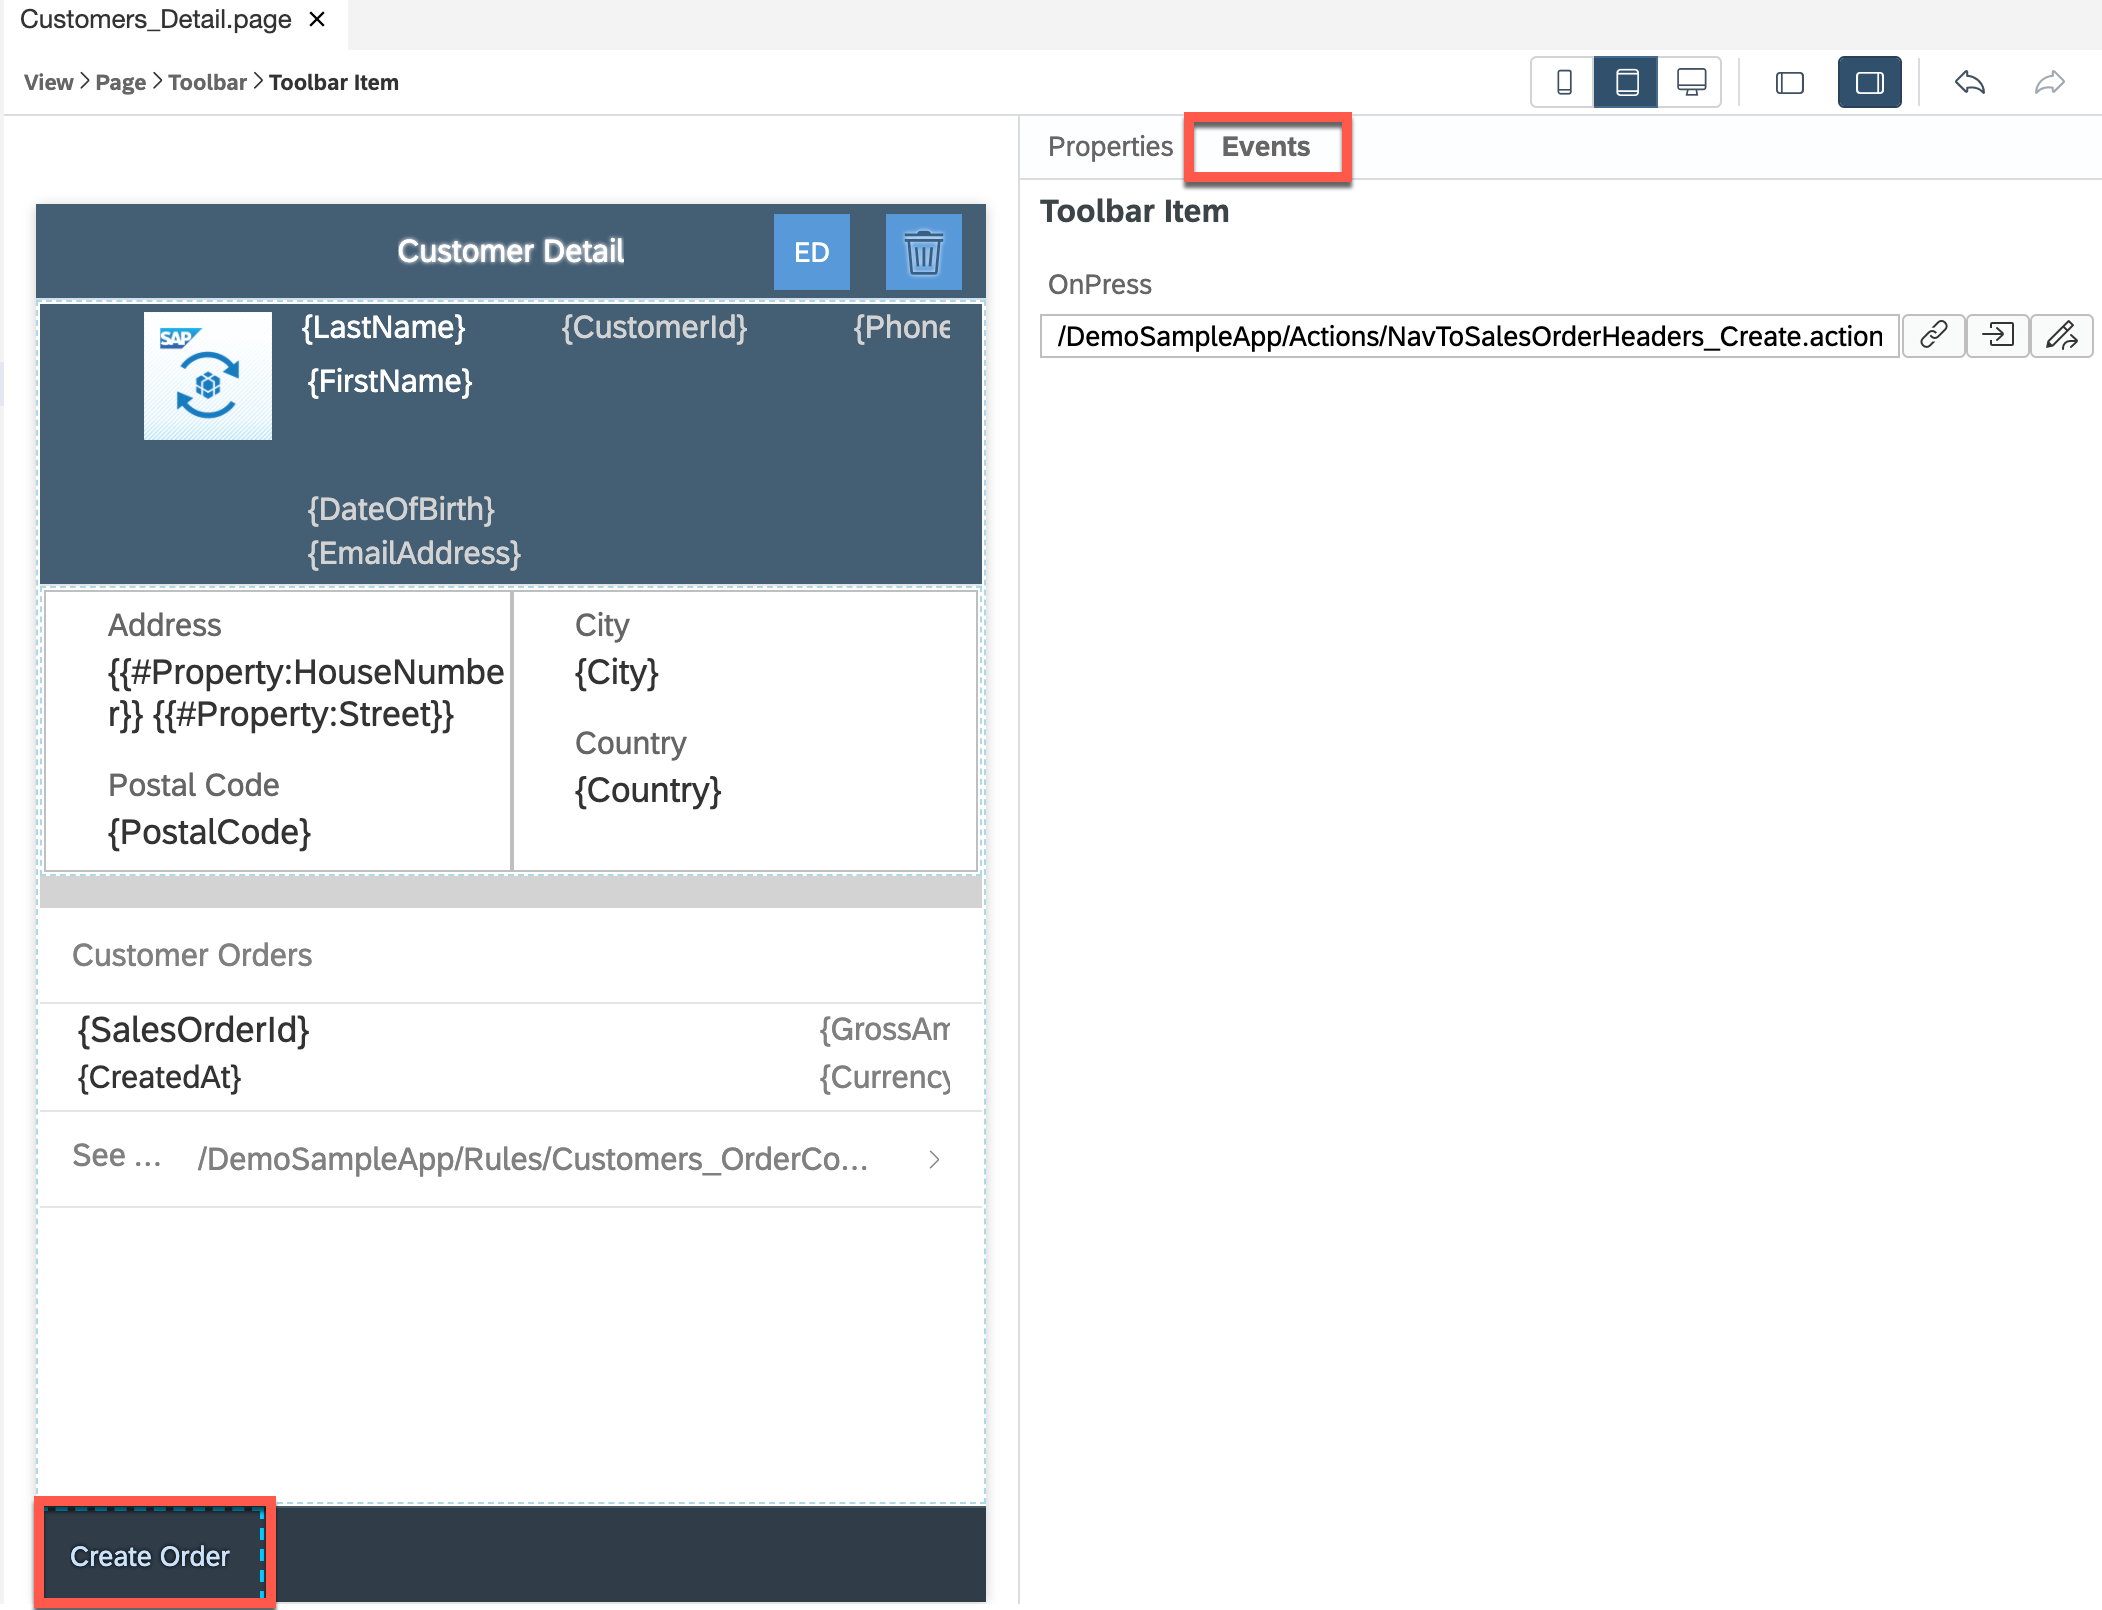 Customers_Detail.page
View Page Toolbar Toolbar Item
Properties Events
Toolbar Item
OnPress
/DemoSampleApp/Actions/NavToSalesOrderHeaders_Create.action
Customer Detail ED
SAP
{LastName} {CustomerId} {Phone
{FirstName}
{DateOfBirth}
{EmailAddress}
Address
{{#Property:HouseNumbe
r}} {{#Property:Street}}
Postal Code
{PostalCode}
City
{City}
Country
{Country}
Customer Orders
{SalesOrderId} {GrossAm
{CreatedAt} {Currency
See ... /DemoSampleApp/Rules/Customers_OrderCo...
Create Order